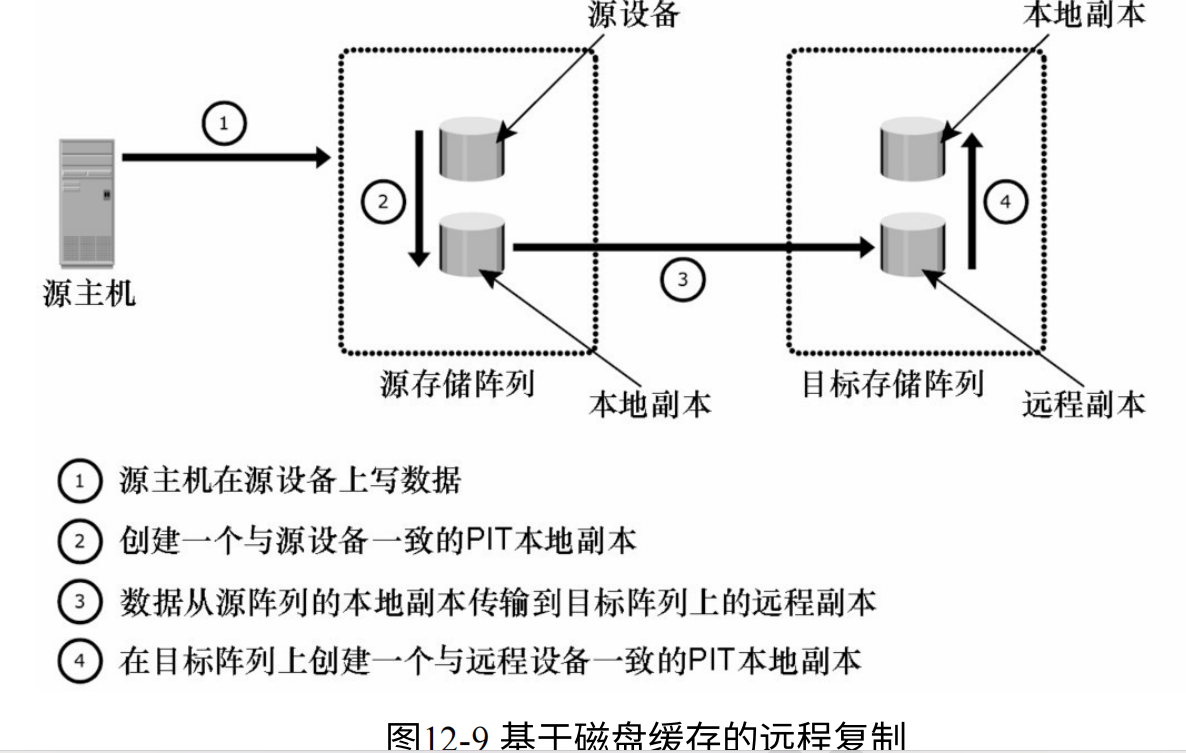 源设备
本地副本
1
2
4
3
源主机
源存储阵列
本地副本
目标存储阵列
远程副本
1 源主机在源设备上写数据
2 创建一个与源设备一致的PIT本地副本
3 数据从源阵列的本地副本传输到目标阵列上的远程副本
4 在目标阵列上创建一个与远程设备一致的PIT本地副本
图12-9 基于磁盘缓存的远程复制